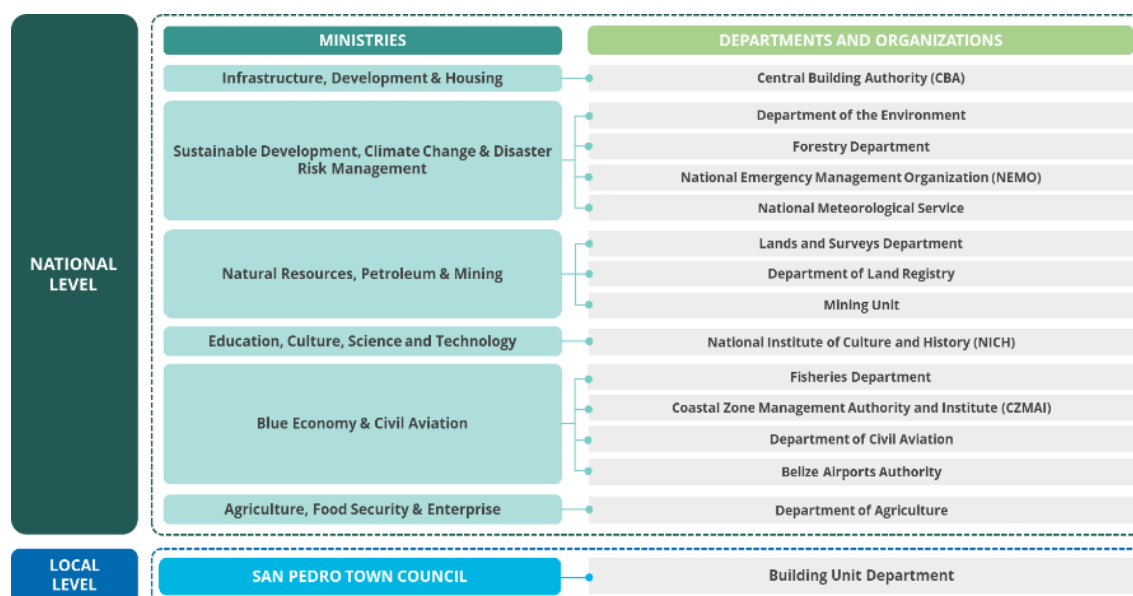 MINISTRIES
DEPARTMENTS AND ORGANIZATIONS
NATIONAL
LEVEL
Infrastructure, Development & Housing
Central Building Authority (CBA)
Sustainable Development, Climate Change & Disaster
Risk Management
Department of the Environment
Forestry Department
National Emergency Management Organization (NEMO)
National Meteorological Service
Natural Resources, Petroleum & Mining
Lands and Surveys Department
Department of Land Registry
Mining Unit
Education, Culture, Science and Technology
National Institute of Culture and History (NICH)
Blue Economy & Civil Aviation
Fisheries Department
Coastal Zone Management Authority and Institute (CZMAI)
Department of Civil Aviation
Belize Airports Authority
Agriculture, Food Security & Enterprise
Department of Agriculture
LOCAL
LEVEL
SAN PEDRO TOWN COUNCIL
Building Unit Department